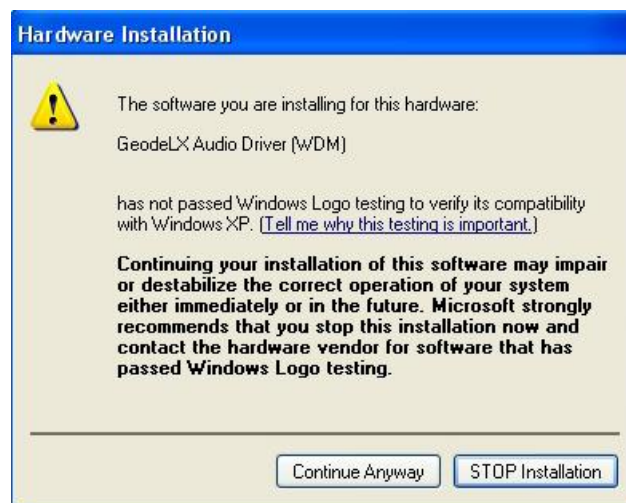 Hardware Installation
The software you are installing for this hardware:
GeodeLX Audio Driver (WDM)
has not passed Windows Logo testing to verify its compatibility
with Windows XP. (Tell me why this testing is important.)
Continuing your installation of this software may impair
or destabilize the correct operation of your system
either immediately or in the future. Microsoft strongly
recommends that you stop this installation now and
contact the hardware vendor for software that has
passed Windows Logo testing.
Continue Anyway
STOP Installation